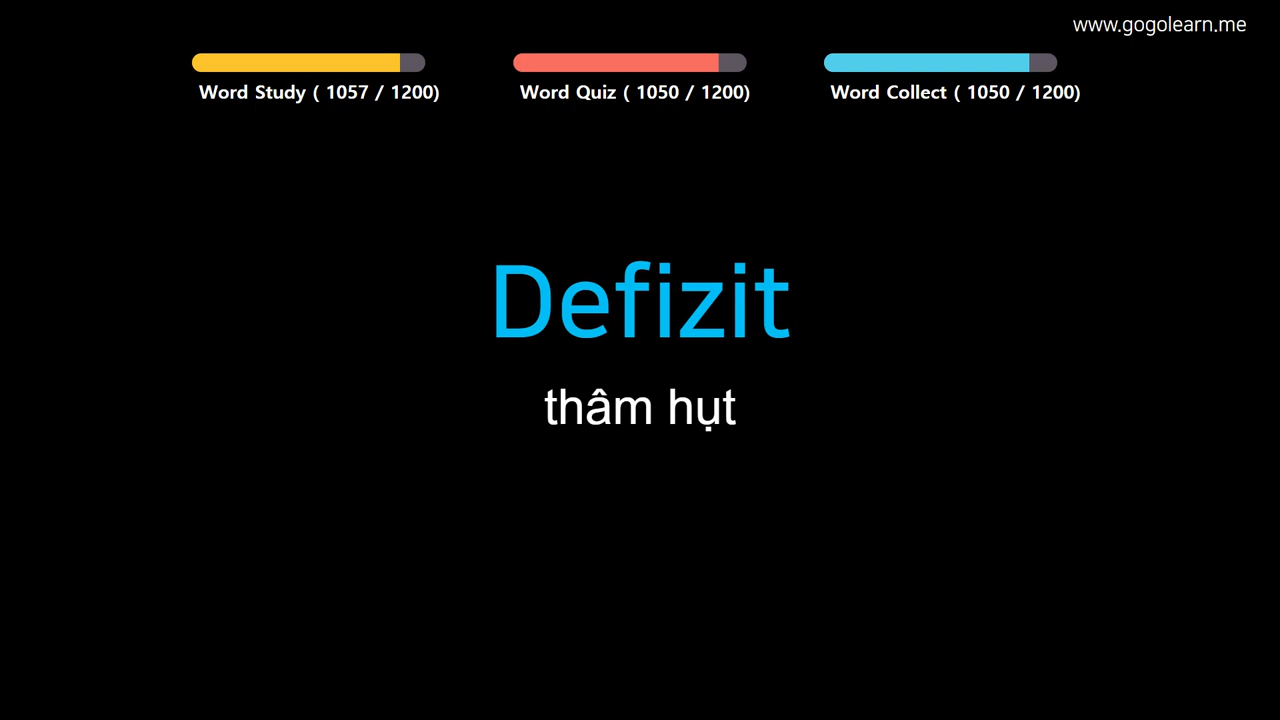 www.gogolearn.me
Word Study ( 1057 / 1200)
Word Quiz ( 1050 / 1200)
Word Collect ( 1050 / 1200)
Defizit
thâm hụt